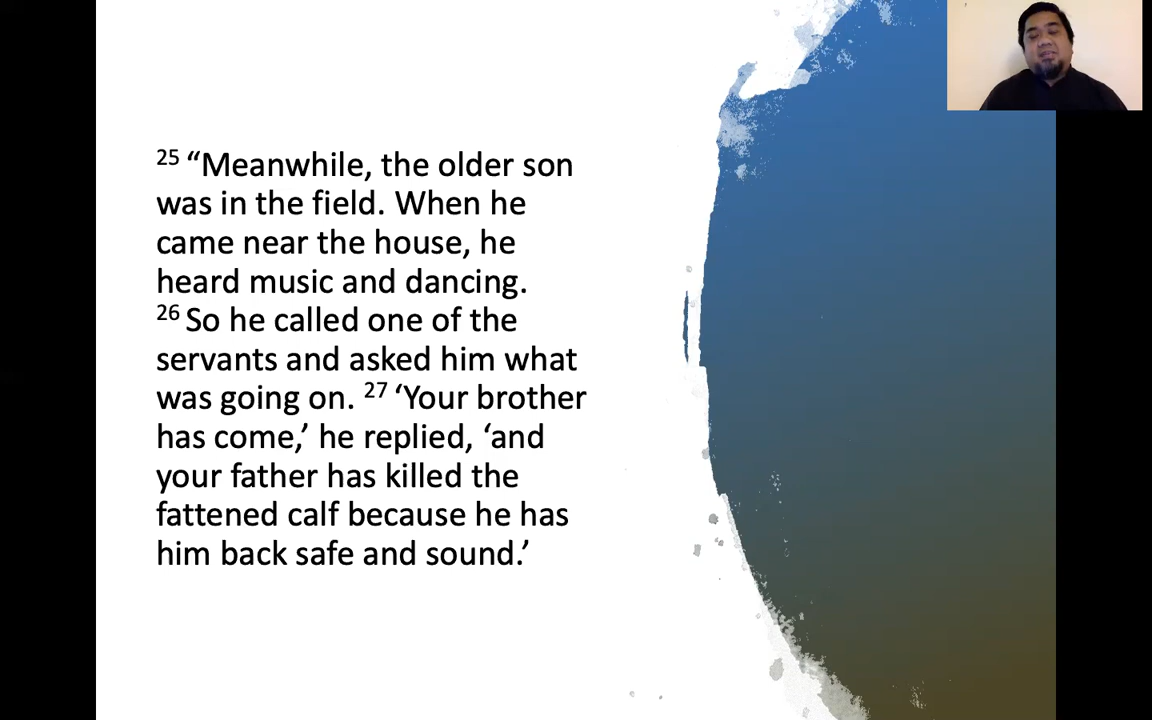 25 “Meanwhile, the older son
was in the field. When he
came near the house, he
heard music and dancing.
26 So he called one of the
servants and asked him what
was going on. 27 ‘Your brother
has come,’ he replied, ‘and
your father has killed the
fattened calf because he has
him back safe and sound.’